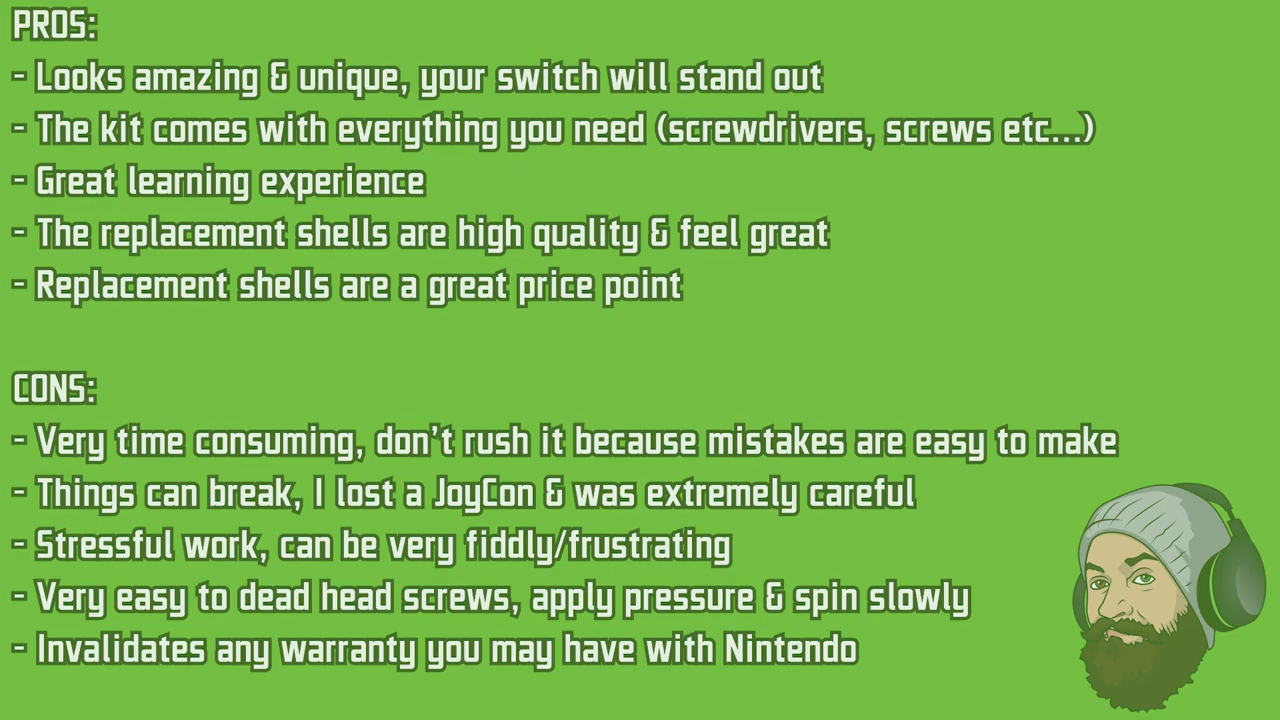 PROS:
- Looks amazing & unique, your switch will stand out
- The kit comes with everything you need (screwdrivers, screws etc...)
- Great learning experience
- The replacement shells are high quality & feel great
- Replacement shells are a great price point
CONS:
- Very time consuming, don't rush it because mistakes are easy to make
- Things can break, I lost a JoyCon & was extremely careful
- Stressful work, can be very fiddly/frustrating
- Very easy to dead head screws, apply pressure & spin slowly
- Invalidates any warranty you may have with Nintendo